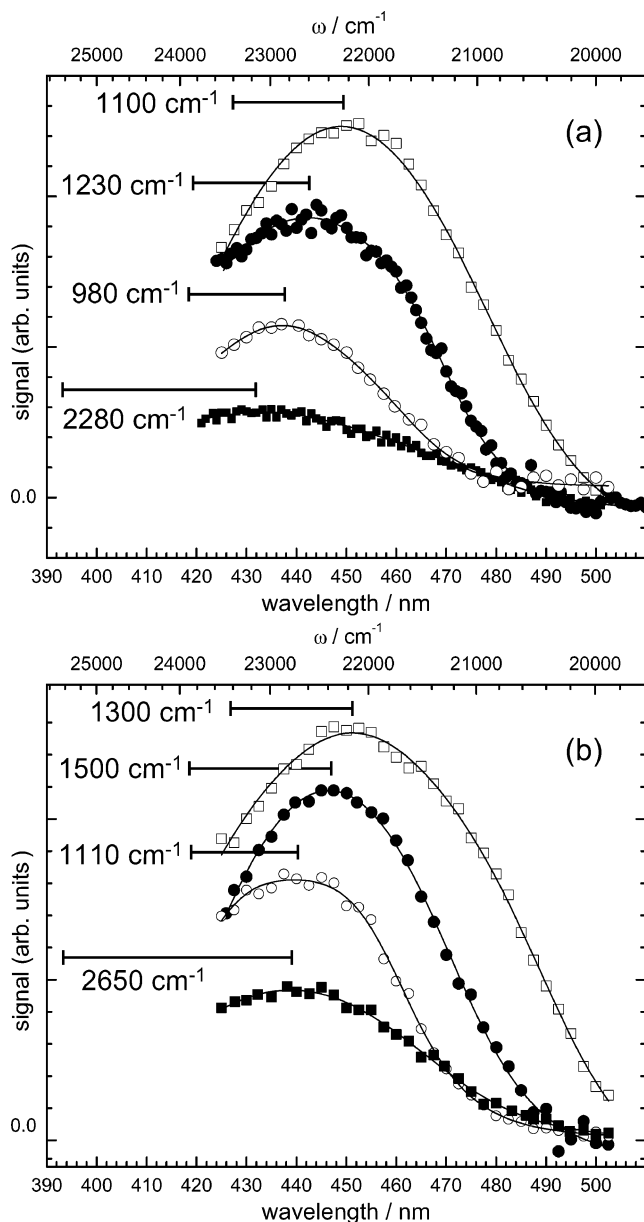 ω / cm-1
25000 24000 23000 22000 21000 20000
1100 cm-1
(a)
1230 cm-1
980 cm-1
2280 cm-1
signal (arb. units)
0.0
390 400 410 420 430 440 450 460 470 480 490 500
wavelength / nm
ω / cm-1
25000 24000 23000 22000 21000 20000
1300 cm-1
(b)
1500 cm-1
1110 cm-1
2650 cm-1
signal (arb. units)
0.0
390 400 410 420 430 440 450 460 470 480 490 500
wavelength / nm